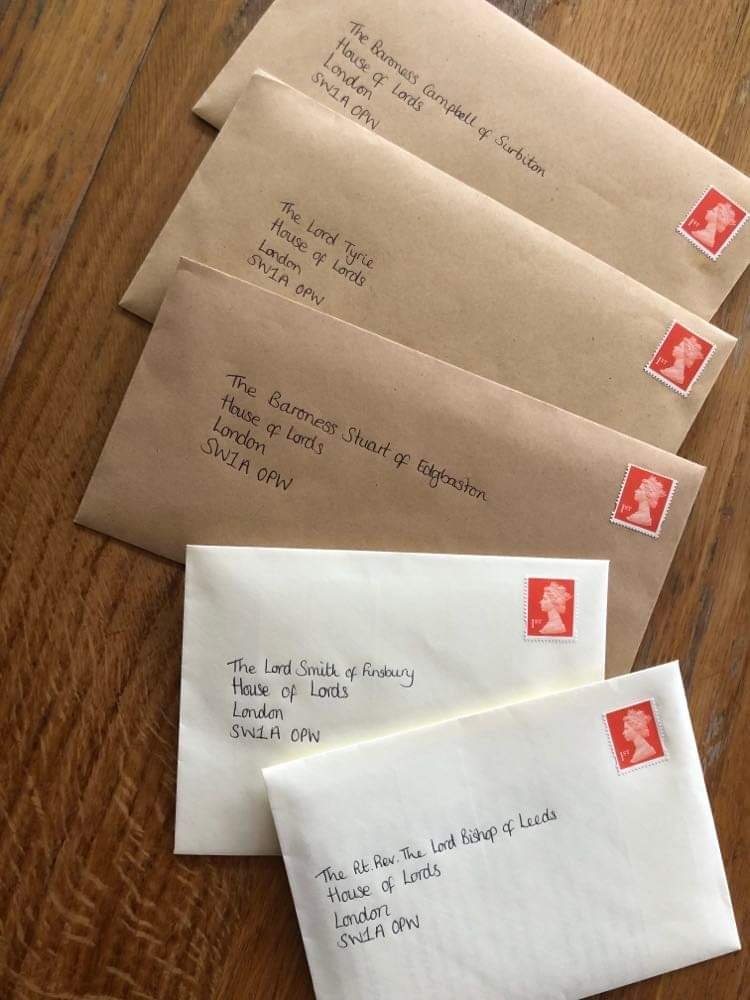 The Baroness Campbell of Surbiton
House of Lords
London
SW1A 0PW
1ST
The Lord Tyrie
House of Lords
London
SW1A 0PW
1ST
The Baroness Stuart of Edgbaston
House of Lords
London
SW1A 0PW
1ST
The Lord Smith of Finsbury
House of Lords
London
SW1A 0PW
1ST
The Rt. Rev. The Lord Bishop of Leeds
House of Lords
London
SW1A 0PW
1ST